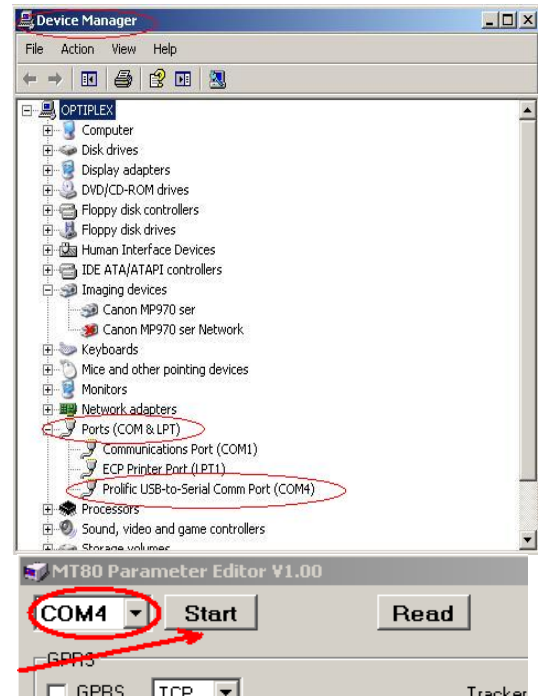 Device Manager
File Action View Help
OPTIPLEX
Computer
Disk drives
Display adapters
DVD/CD-ROM drives
Floppy disk controllers
Floppy disk drives
Human Interface Devices
IDE ATA/ATAPI controllers
Imaging devices
Canon MP970 ser
Canon MP970 ser Network
Keyboards
Mice and other pointing devices
Monitors
Network adapters
Ports (COM & LPT)
Communications Port (COM1)
ECP Printer Port (LPT1)
Prolific USB-to-Serial Comm Port (COM4)
Processors
Sound, video and game controllers
Storage volumes
MT80 Parameter Editor V1.00
COM4 Start Read
GPRS
GPRS TCP Tracker